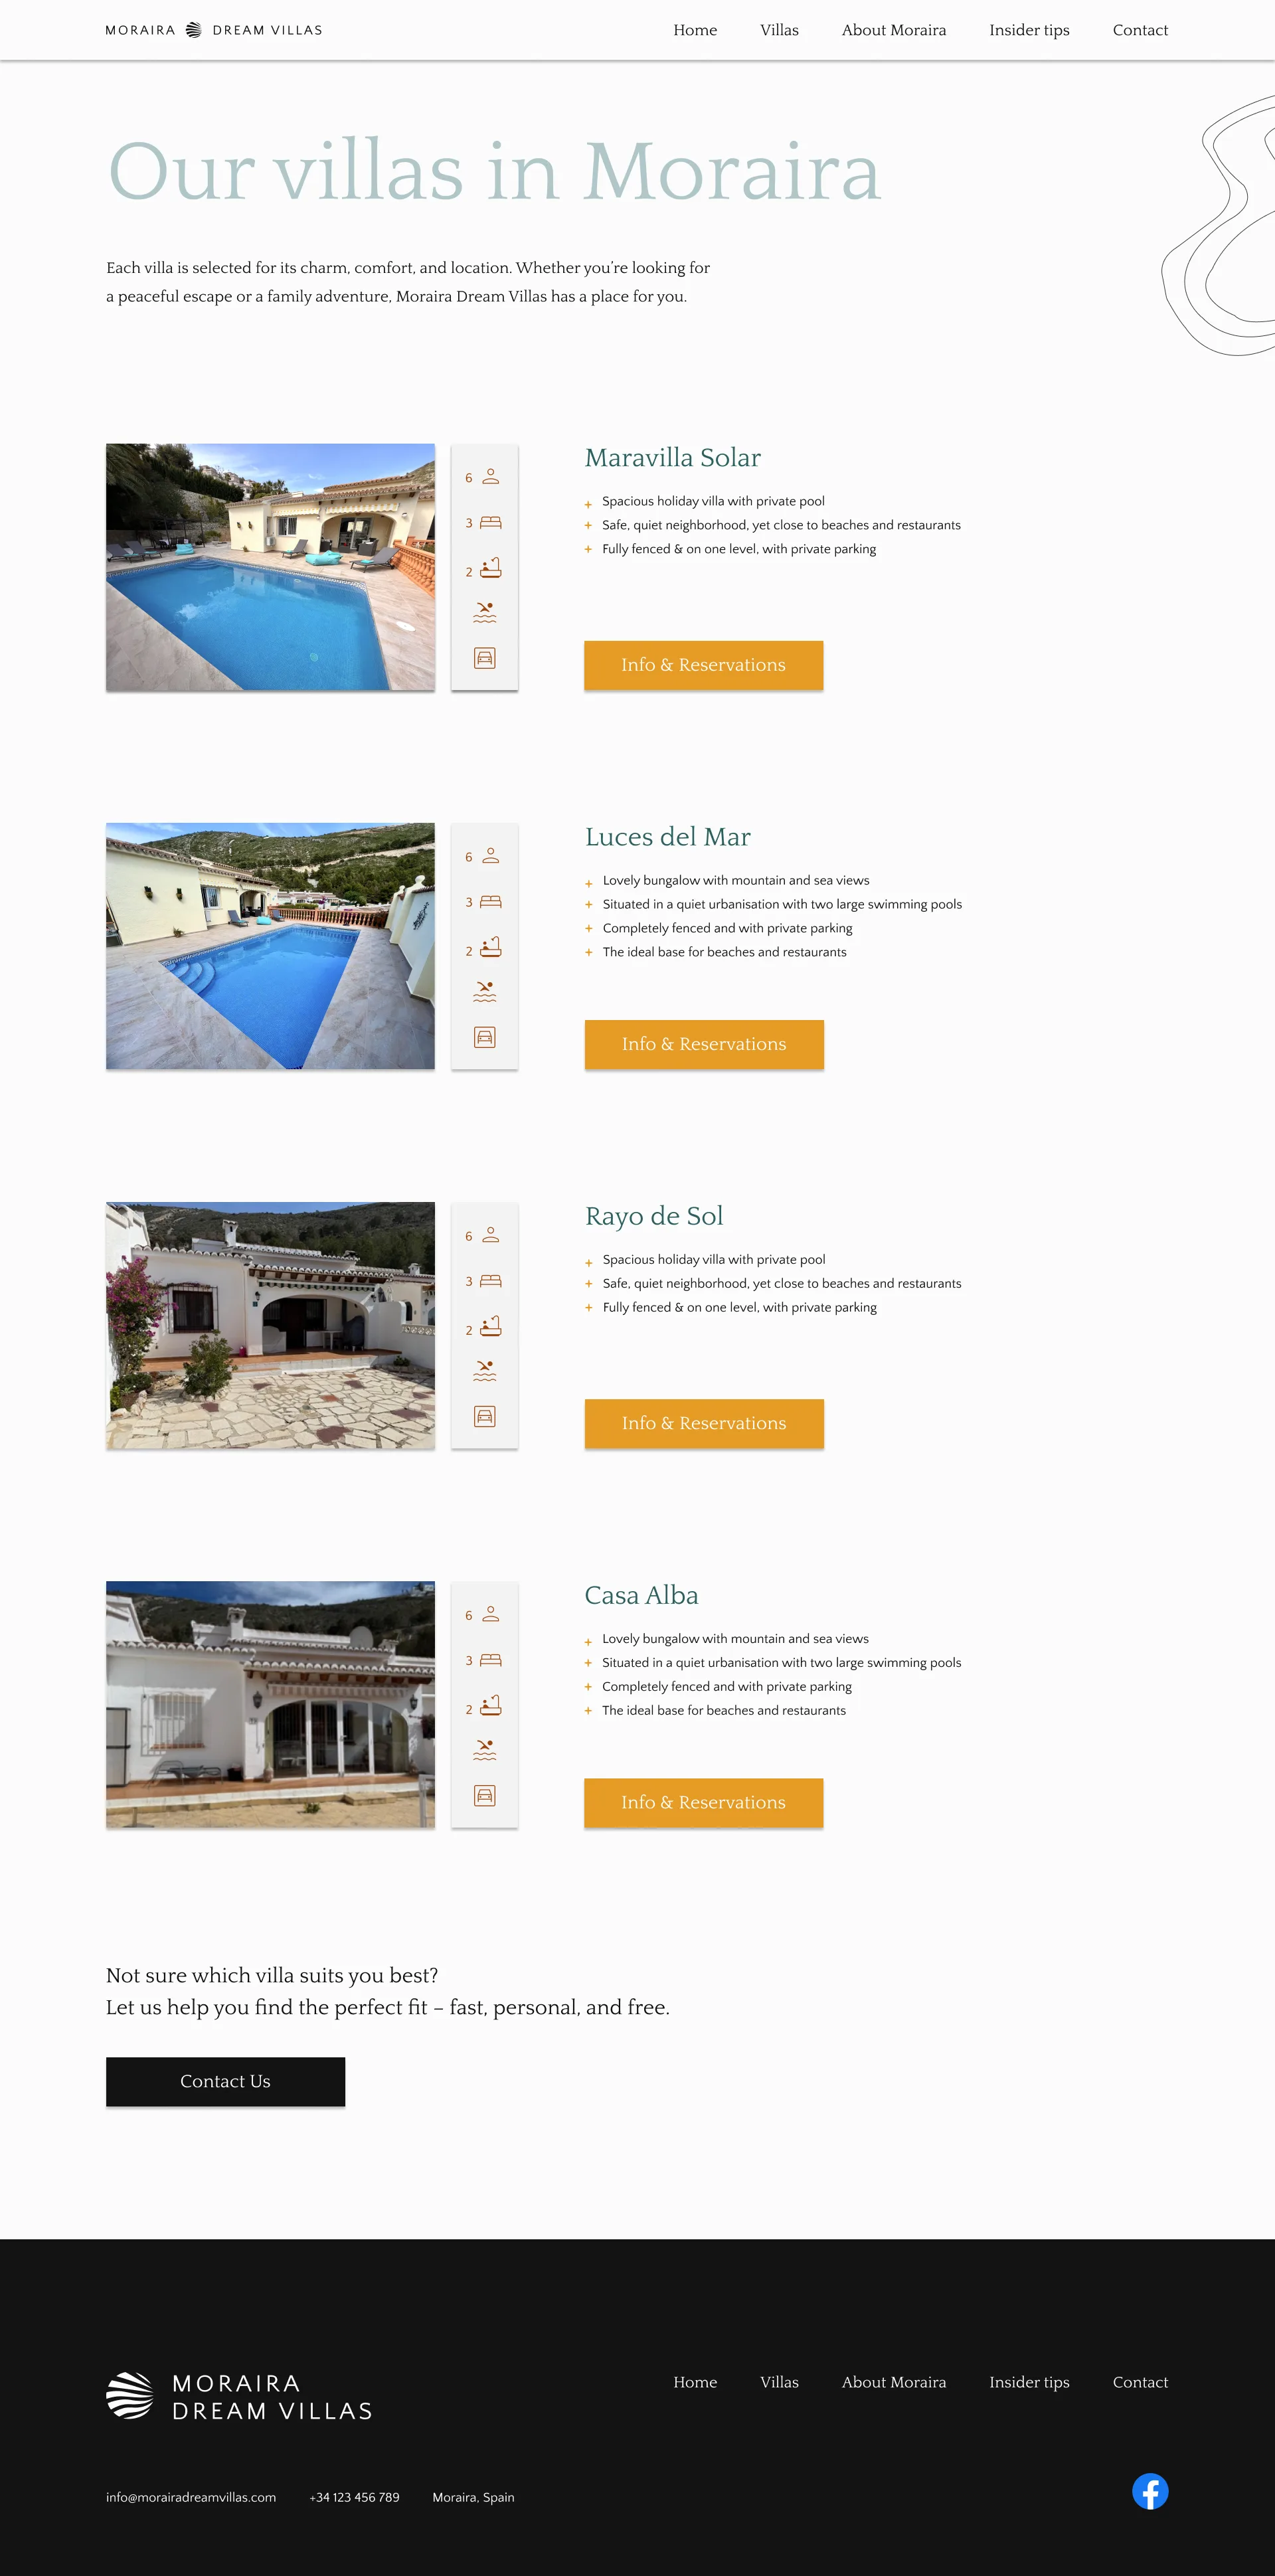 MORAIRA DREAM VILLAS
Home Villas About Moraira Insider tips Contact
Our villas in Moraira
Each villa is selected for its charm, comfort, and location. Whether you're looking for
a peaceful escape or a family adventure, Moraira Dream Villas has a place for you.
6
3
2
Maravilla Solar
+ Spacious holiday villa with private pool
+ Safe, quiet neighborhood, yet close to beaches and restaurants
+ Fully fenced & on one level, with private parking
Info & Reservations
6
3
2
Luces del Mar
+ Lovely bungalow with mountain and sea views
+ Situated in a quiet urbanisation with two large swimming pools
+ Completely fenced and with private parking
+ The ideal base for beaches and restaurants
Info & Reservations
6
3
2
Rayo de Sol
+ Spacious holiday villa with private pool
+ Safe, quiet neighborhood, yet close to beaches and restaurants
+ Fully fenced & on one level, with private parking
Info & Reservations
6
3
2
Casa Alba
+ Lovely bungalow with mountain and sea views
+ Situated in a quiet urbanisation with two large swimming pools
+ Completely fenced and with private parking
+ The ideal base for beaches and restaurants
Info & Reservations
Not sure which villa suits you best?
Let us help you find the perfect fit – fast, personal, and free.
Contact Us
MORAIRA
DREAM VILLAS
Home Villas About Moraira Insider tips Contact
info@morairadreamvillas.com +34 123 456 789 Moraira, Spain